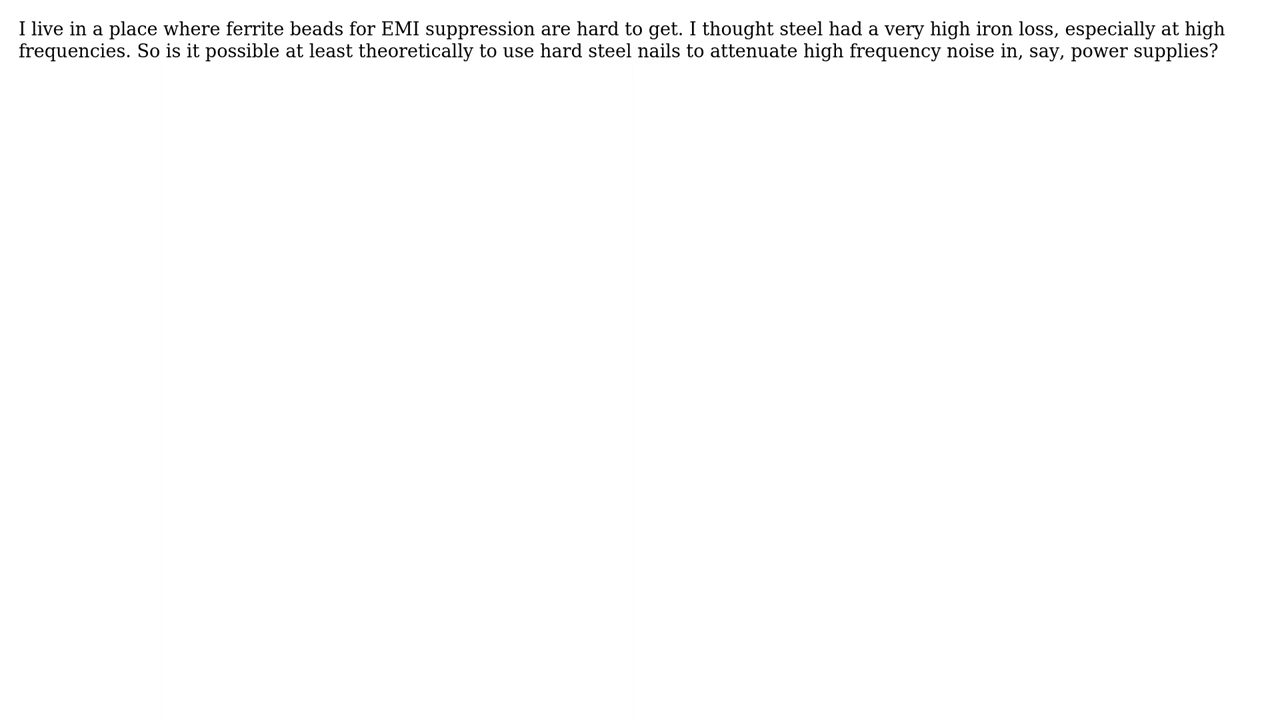 I live in a place where ferrite beads for EMI suppression are hard to get. I thought steel had a very high iron loss, especially at high
frequencies. So is it possible at least theoretically to use hard steel nails to attenuate high frequency noise in, say, power supplies?